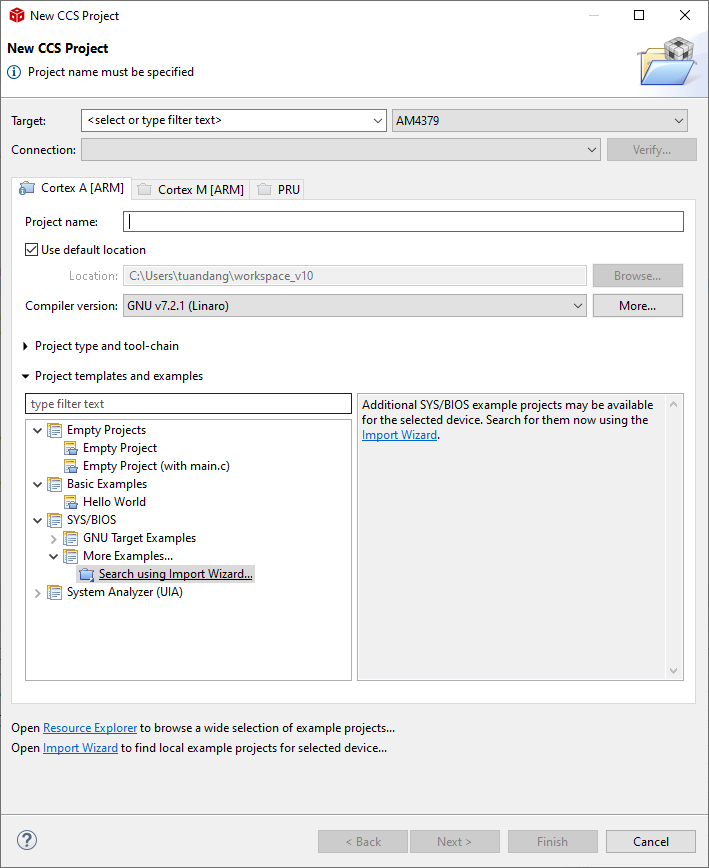 New CCS Project
New CCS Project
Project name must be specified
Target: <select or type filter text> AM4379
Connection: Verify...
Cortex A [ARM] Cortex M [ARM] PRU
Project name:
Use default location
Location: C:\Users\tuandang\workspace_v10 Browse...
Compiler version: GNU v7.2.1 (Linaro) More...
Project type and tool-chain
Project templates and examples
type filter text
Empty Projects
Empty Project
Empty Project (with main.c)
Basic Examples
Hello World
SYS/BIOS
GNU Target Examples
More Examples...
Search using Import Wizard...
System Analyzer (UIA)
Additional SYS/BIOS example projects may be available
for the selected device. Search for them now using the
Import Wizard.
Open Resource Explorer to browse a wide selection of example projects...
Open Import Wizard to find local example projects for selected device...
? < Back Next > Finish Cancel